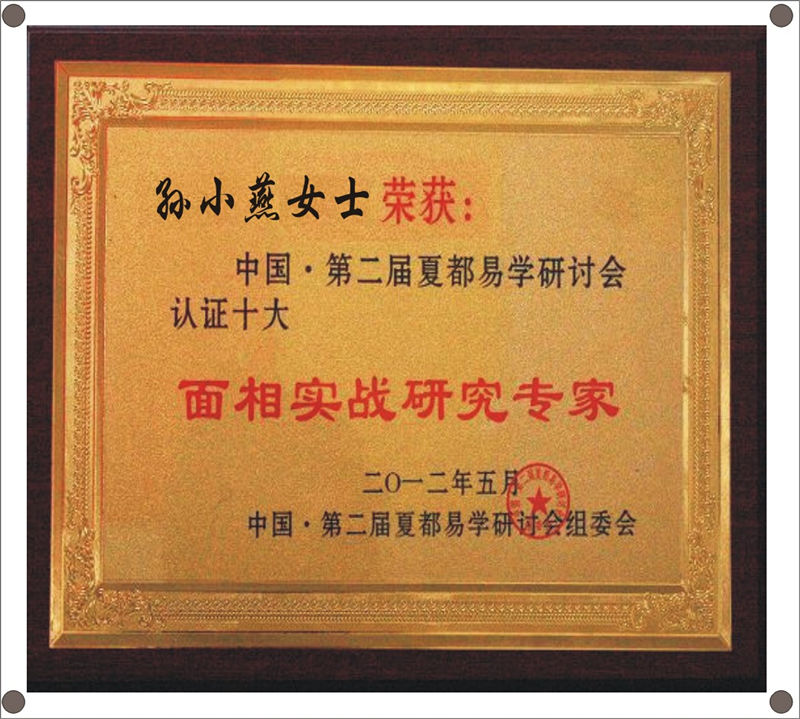 孙小燕女士 荣获：
中国·第二届夏都易学研讨会
认证十大
面相实战研究专家
二〇一二年五月
中国·第二届夏都易学研讨会组委会